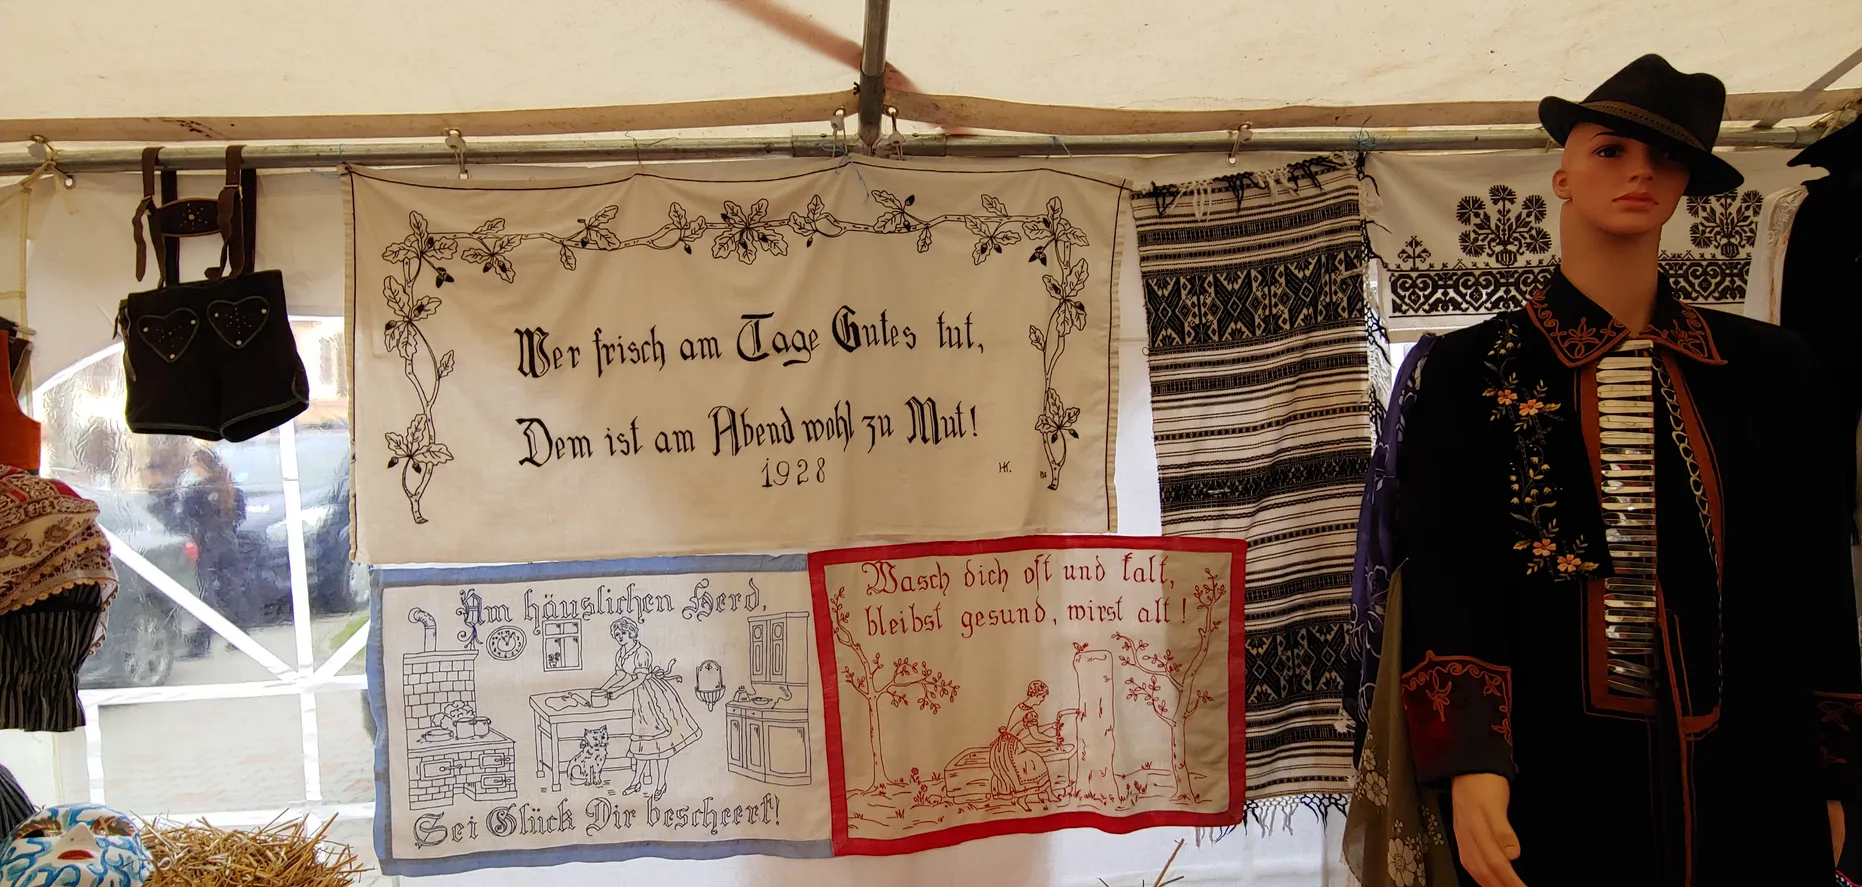 Wer frisch am Tage Gutes tut,
Dem ist am Abend wohl zu Mut!
1928
HK.
Am häuslichen Herd,
Sei Glück Dir bescheert!
Wasch dich oft und kalt,
bleibst gesund, wirst alt!